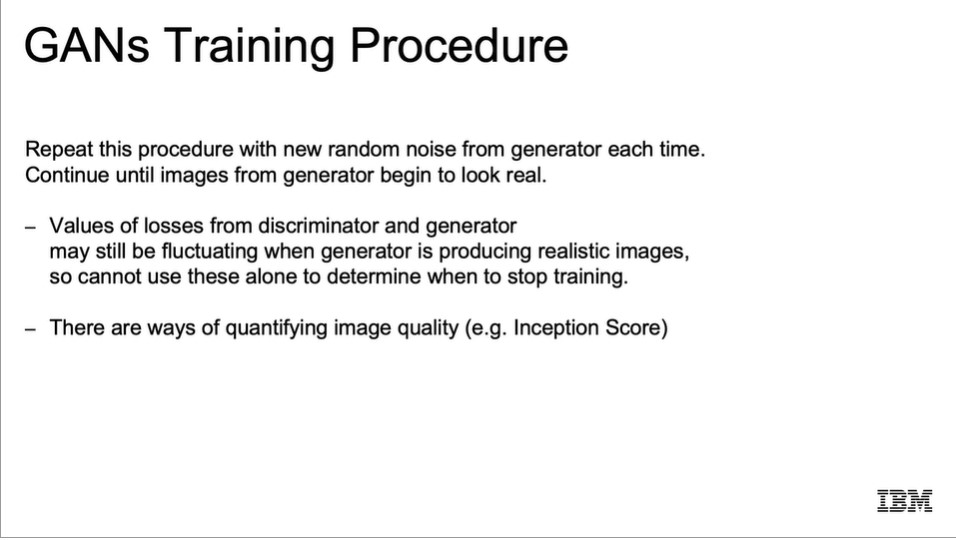 GANs Training Procedure
Repeat this procedure with new random noise from generator each time.
Continue until images from generator begin to look real.
– Values of losses from discriminator and generator
may still be fluctuating when generator is producing realistic images,
so cannot use these alone to determine when to stop training.
– There are ways of quantifying image quality (e.g. Inception Score)
IBM